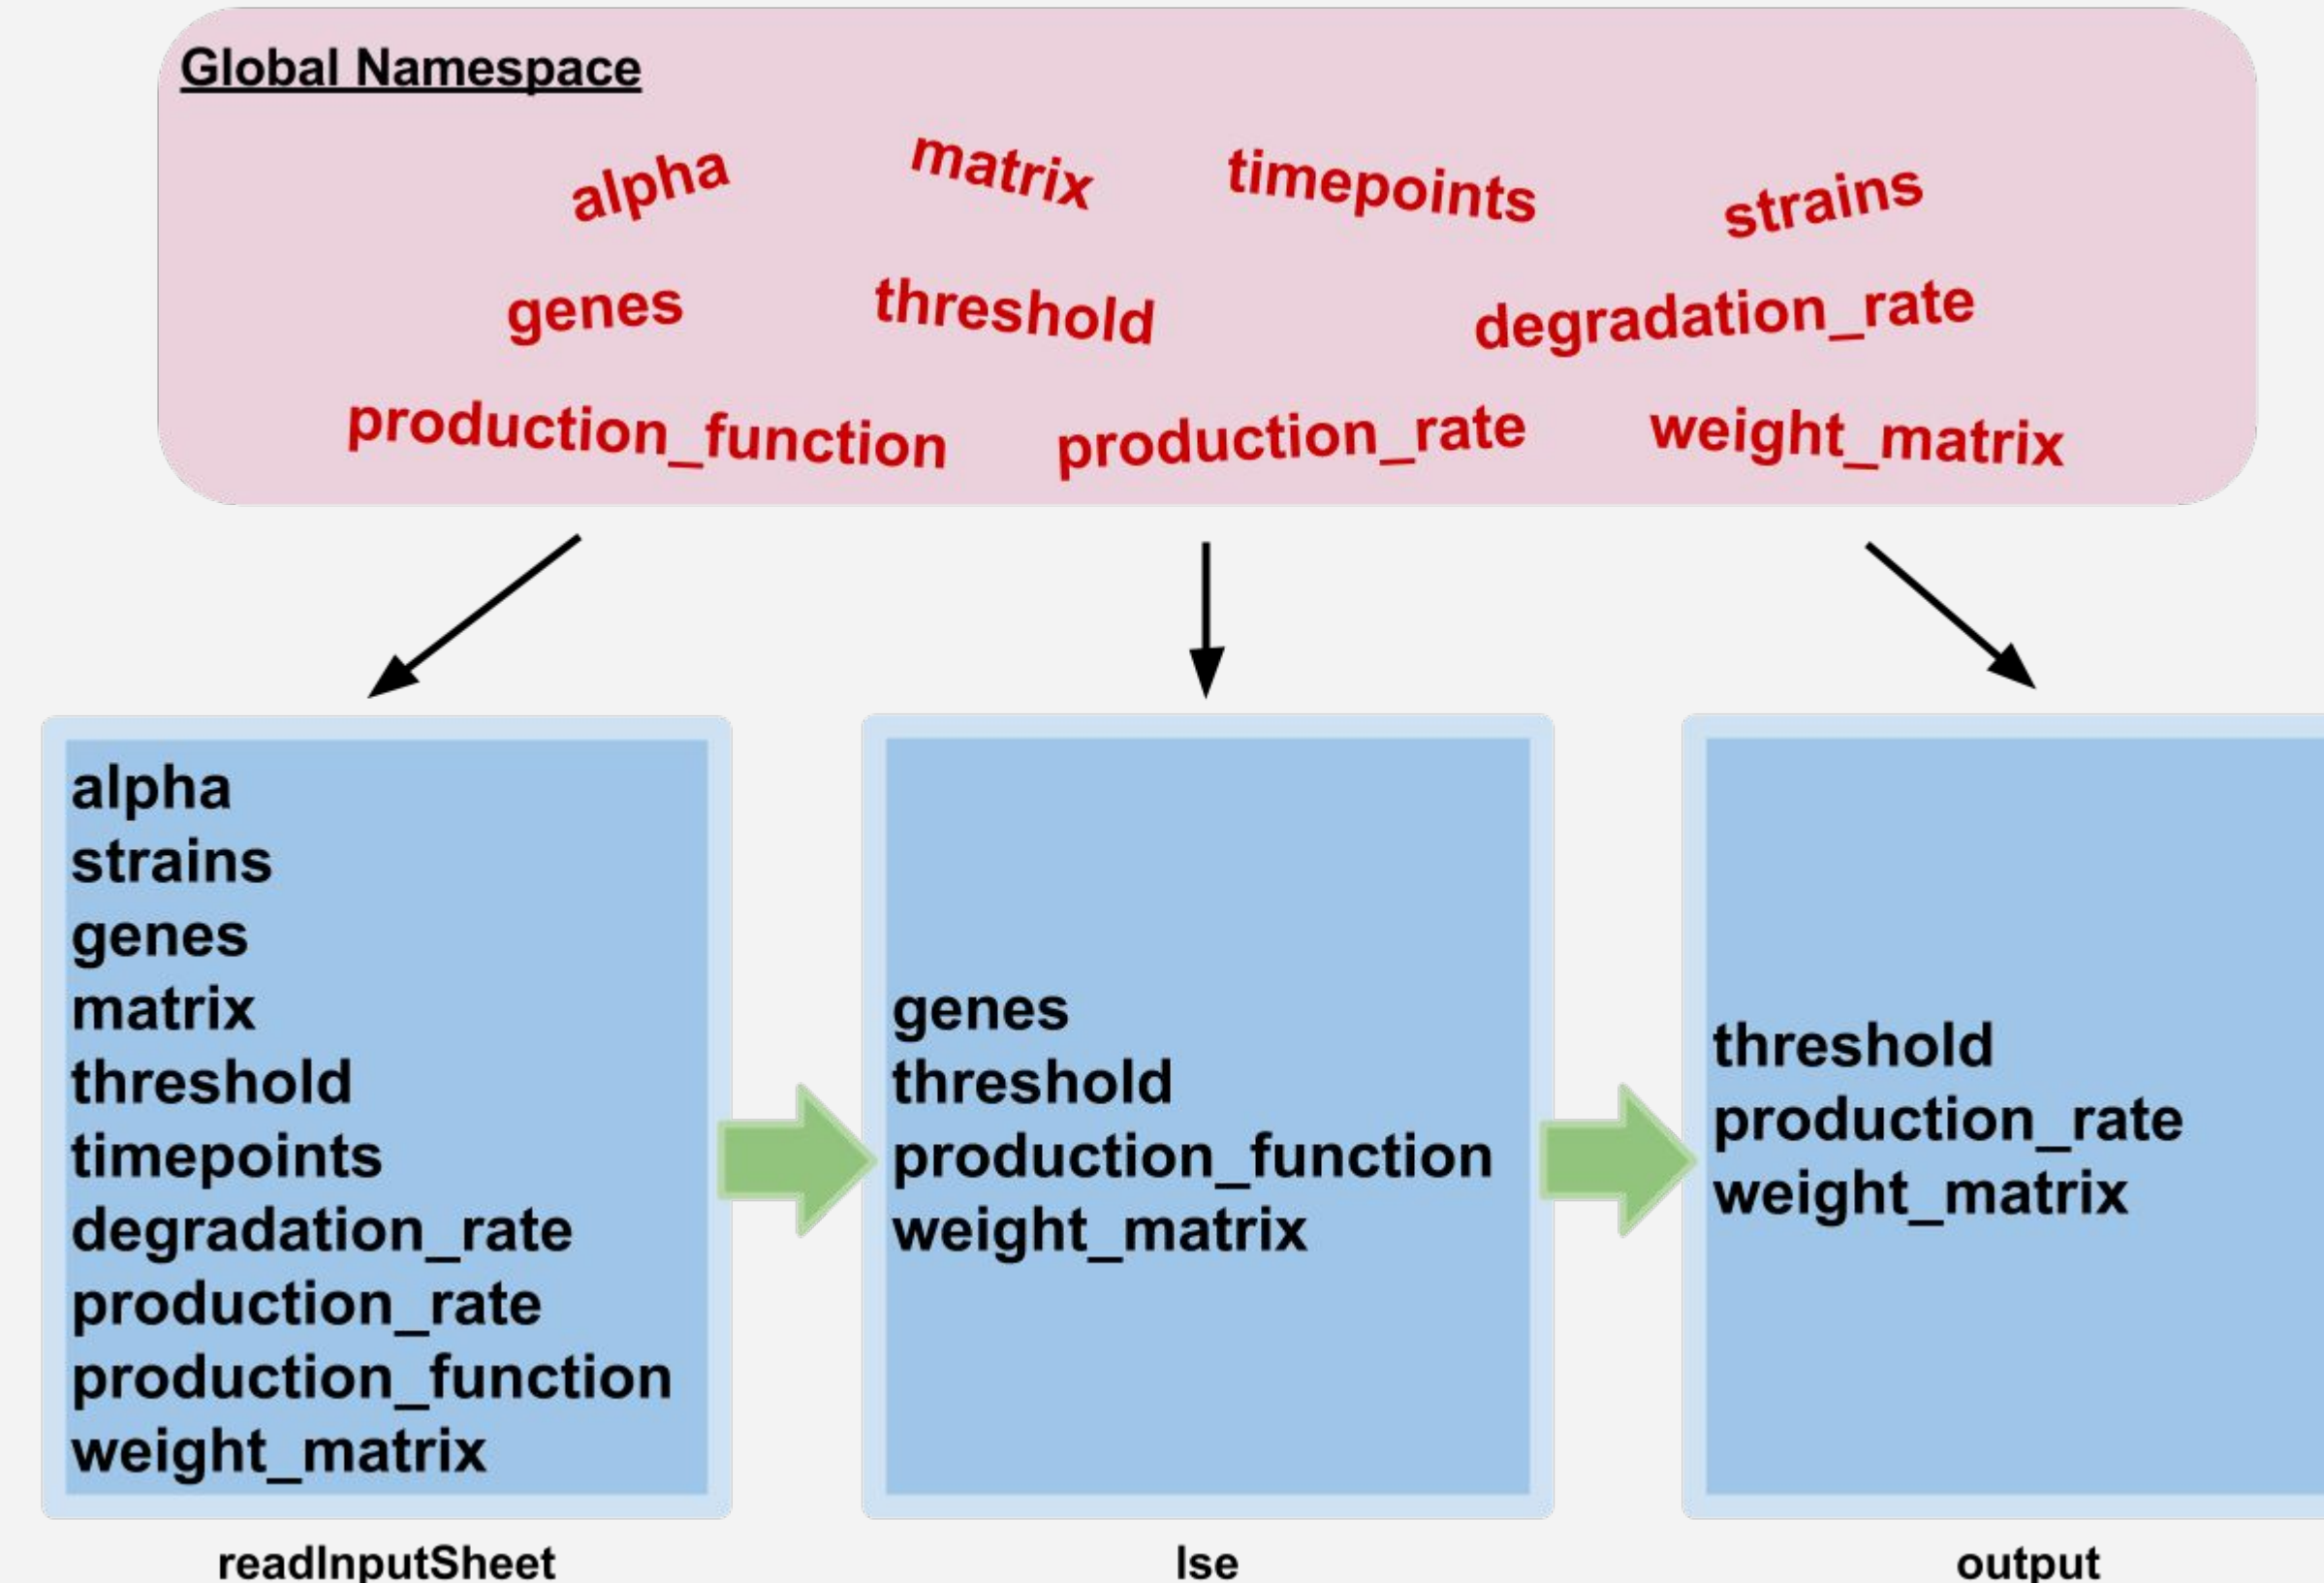 Global Namespace
alpha matrix timepoints strains
genes threshold degradation_rate
production_function production_rate weight_matrix
alpha
strains
genes
matrix
threshold
timepoints
degradation_rate
production_rate
production_function
weight_matrix
readInputSheet
genes
threshold
production_function
weight_matrix
lse
threshold
production_rate
weight_matrix
output